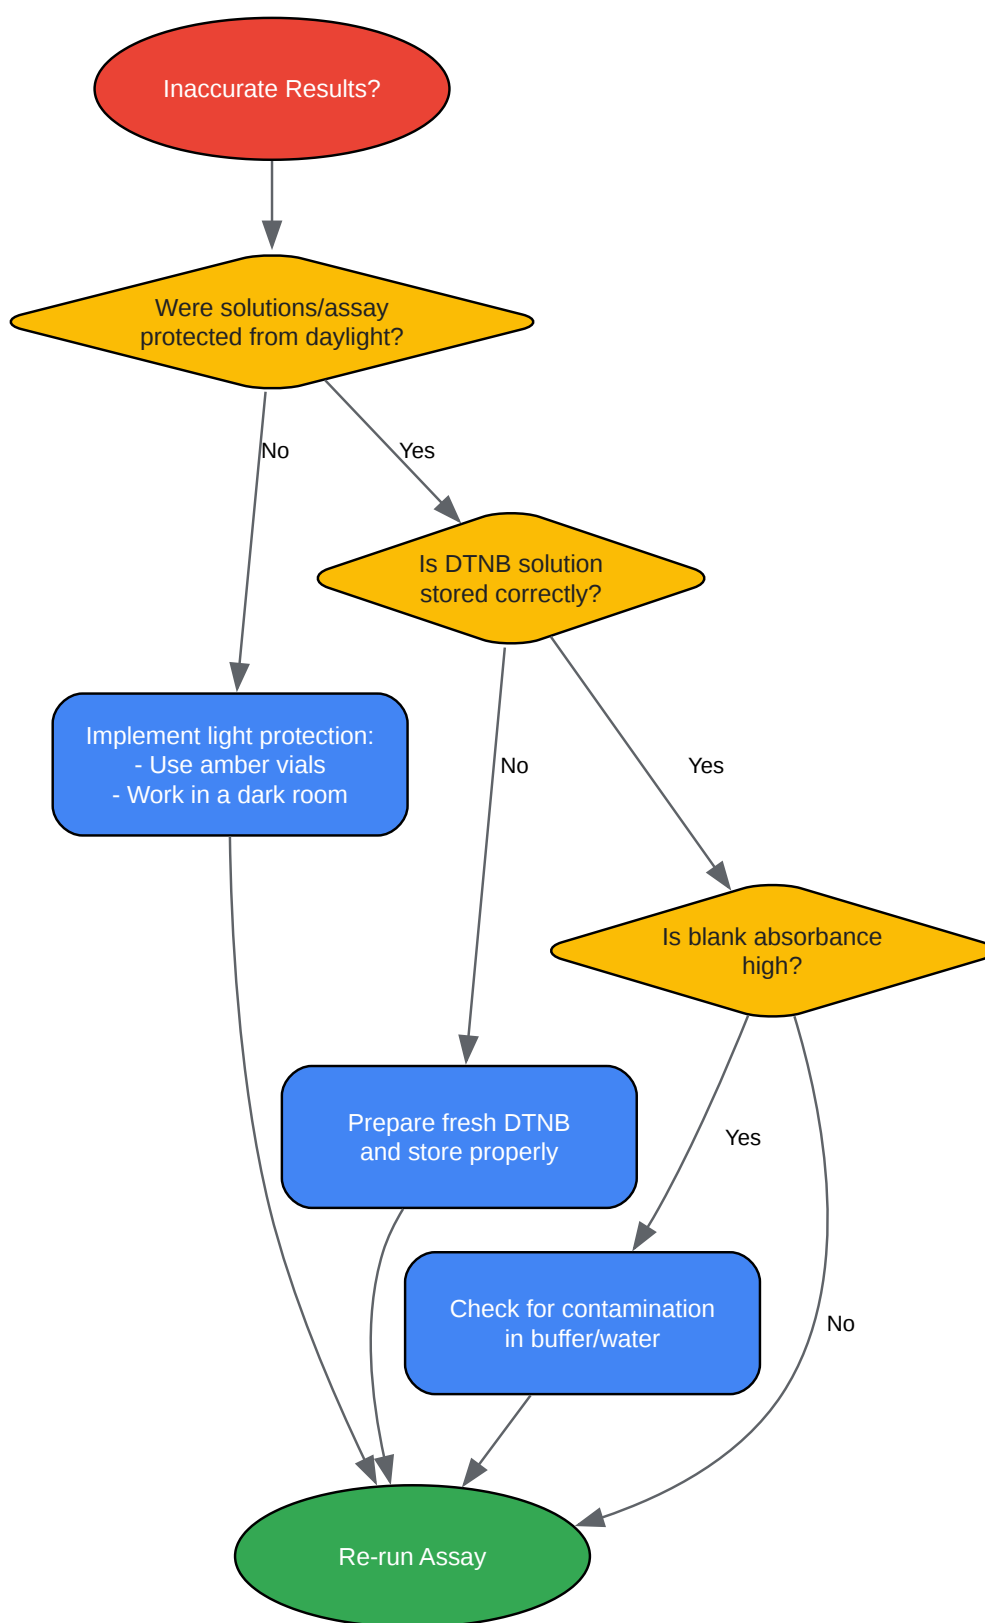 Inaccurate Results?
Were solutions/assay
protected from daylight?
No
Yes
Is DTNB solution
stored correctly?
Implement light protection:
- Use amber vials
- Work in a dark room
No
Yes
Is blank absorbance
high?
Prepare fresh DTNB
and store properly
Yes
Check for contamination
in buffer/water
No
Re-run Assay